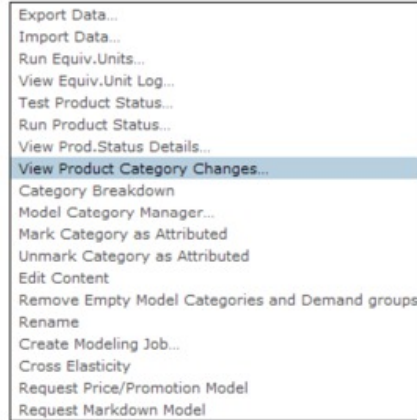 Export Data...
Import Data...
Run Equiv.Units...
View Equiv.Unit Log...
Test Product Status...
Run Product Status...
View Prod.Status Details...
View Product Category Changes...
Category Breakdown
Model Category Manager...
Mark Category as Attributed
Unmark Category as Attributed
Edit Content
Remove Empty Model Categories and Demand groups
Rename
Create Modeling Job...
Cross Elasticity
Request Price/Promotion Model
Request Markdown Model